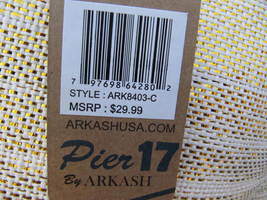 7 97698 64280 2
STYLE : ARK8403-C
MSRP : $29.99
ARKASHUSA.COM
Pier 17
By ARKASH